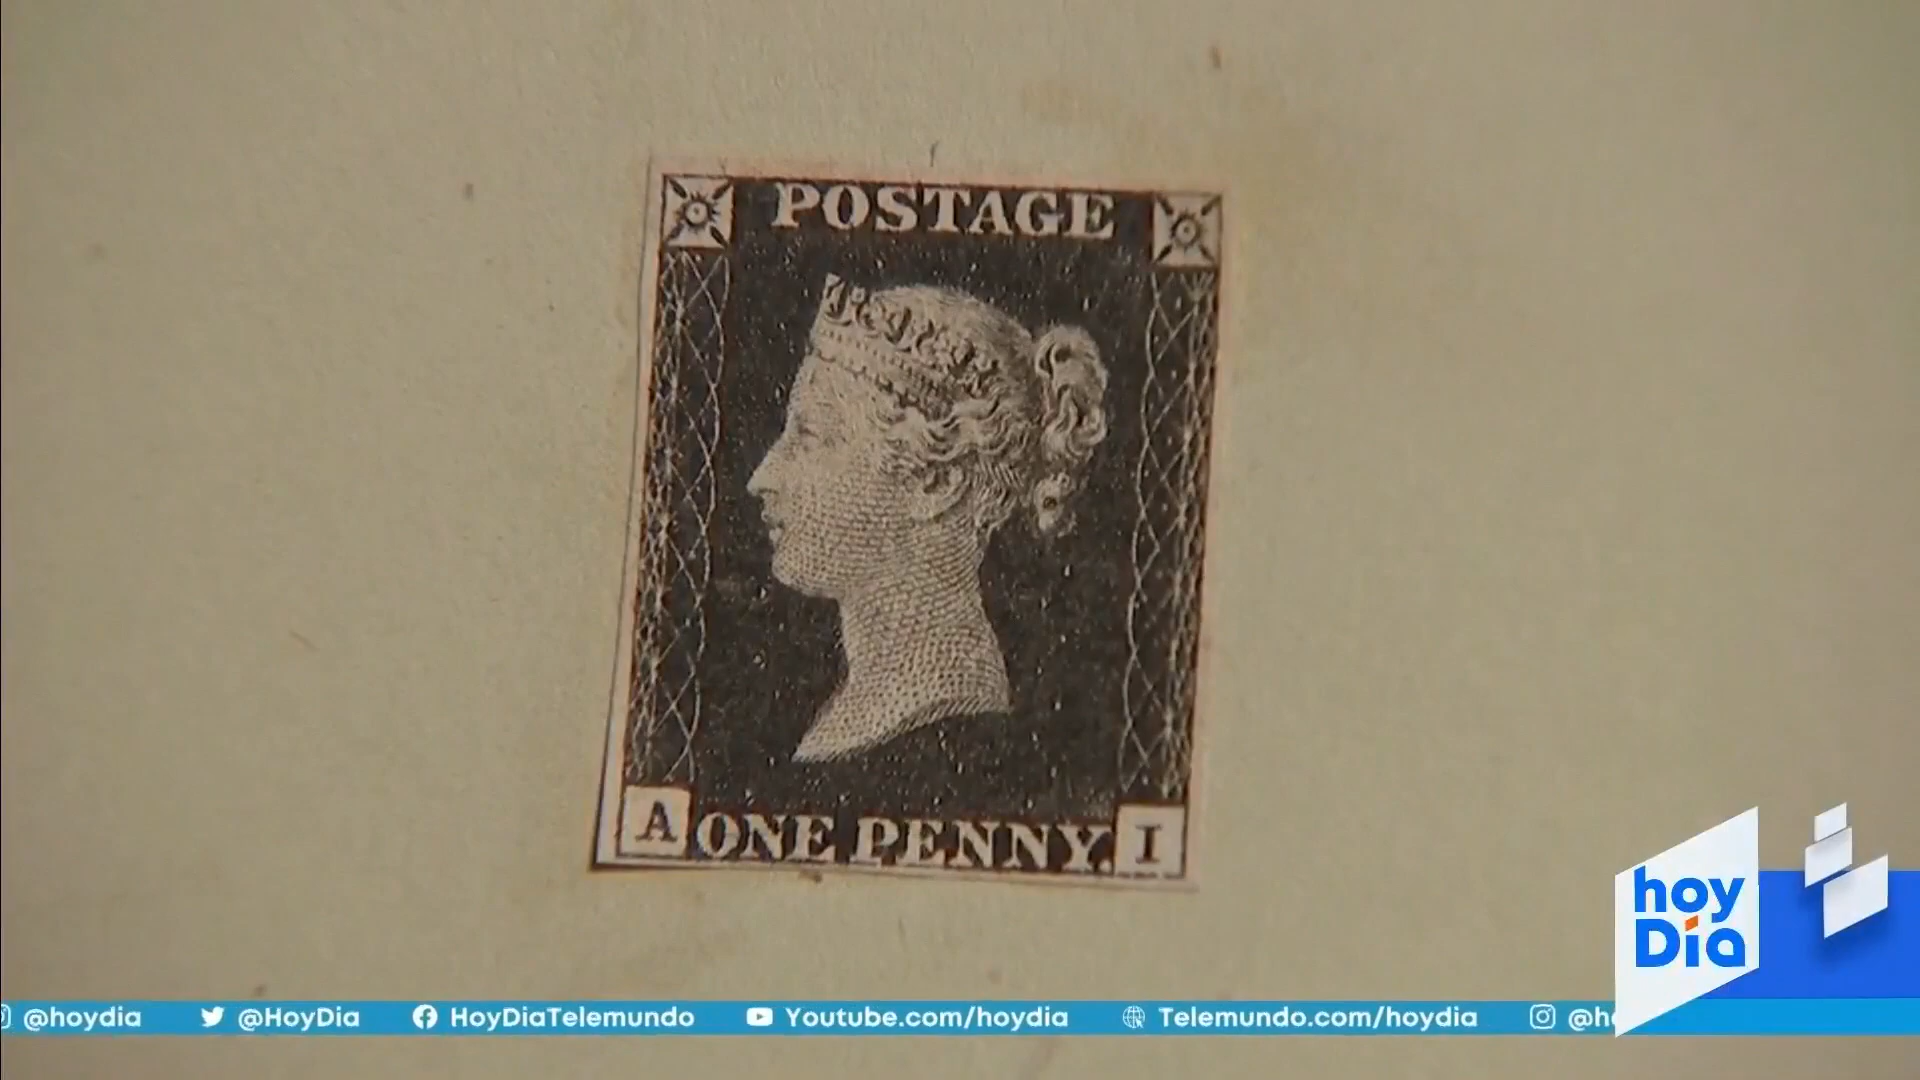 POSTAGE
A ONE PENNY. I
hoy
Día
@hoydia @HoyDia HoyDiaTelemundo Youtube.com/hoydia Telemundo.com/hoydia